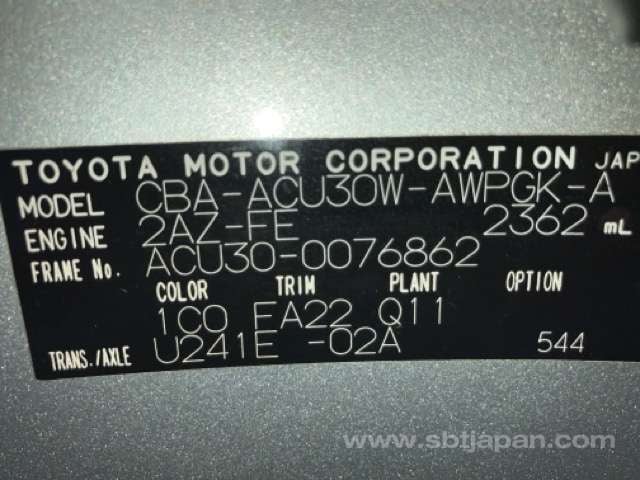 TOYOTA MOTOR CORPORATION JAP
MODEL CBA-ACU30W-AWPGK-A
ENGINE 2AZ-FE 2362 mL
FRAME No. ACU30-0076862
COLOR TRIM PLANT OPTION
1C0 FA22 Q11
TRANS./AXLE U241E -02A 544
www.sbtjapan.com